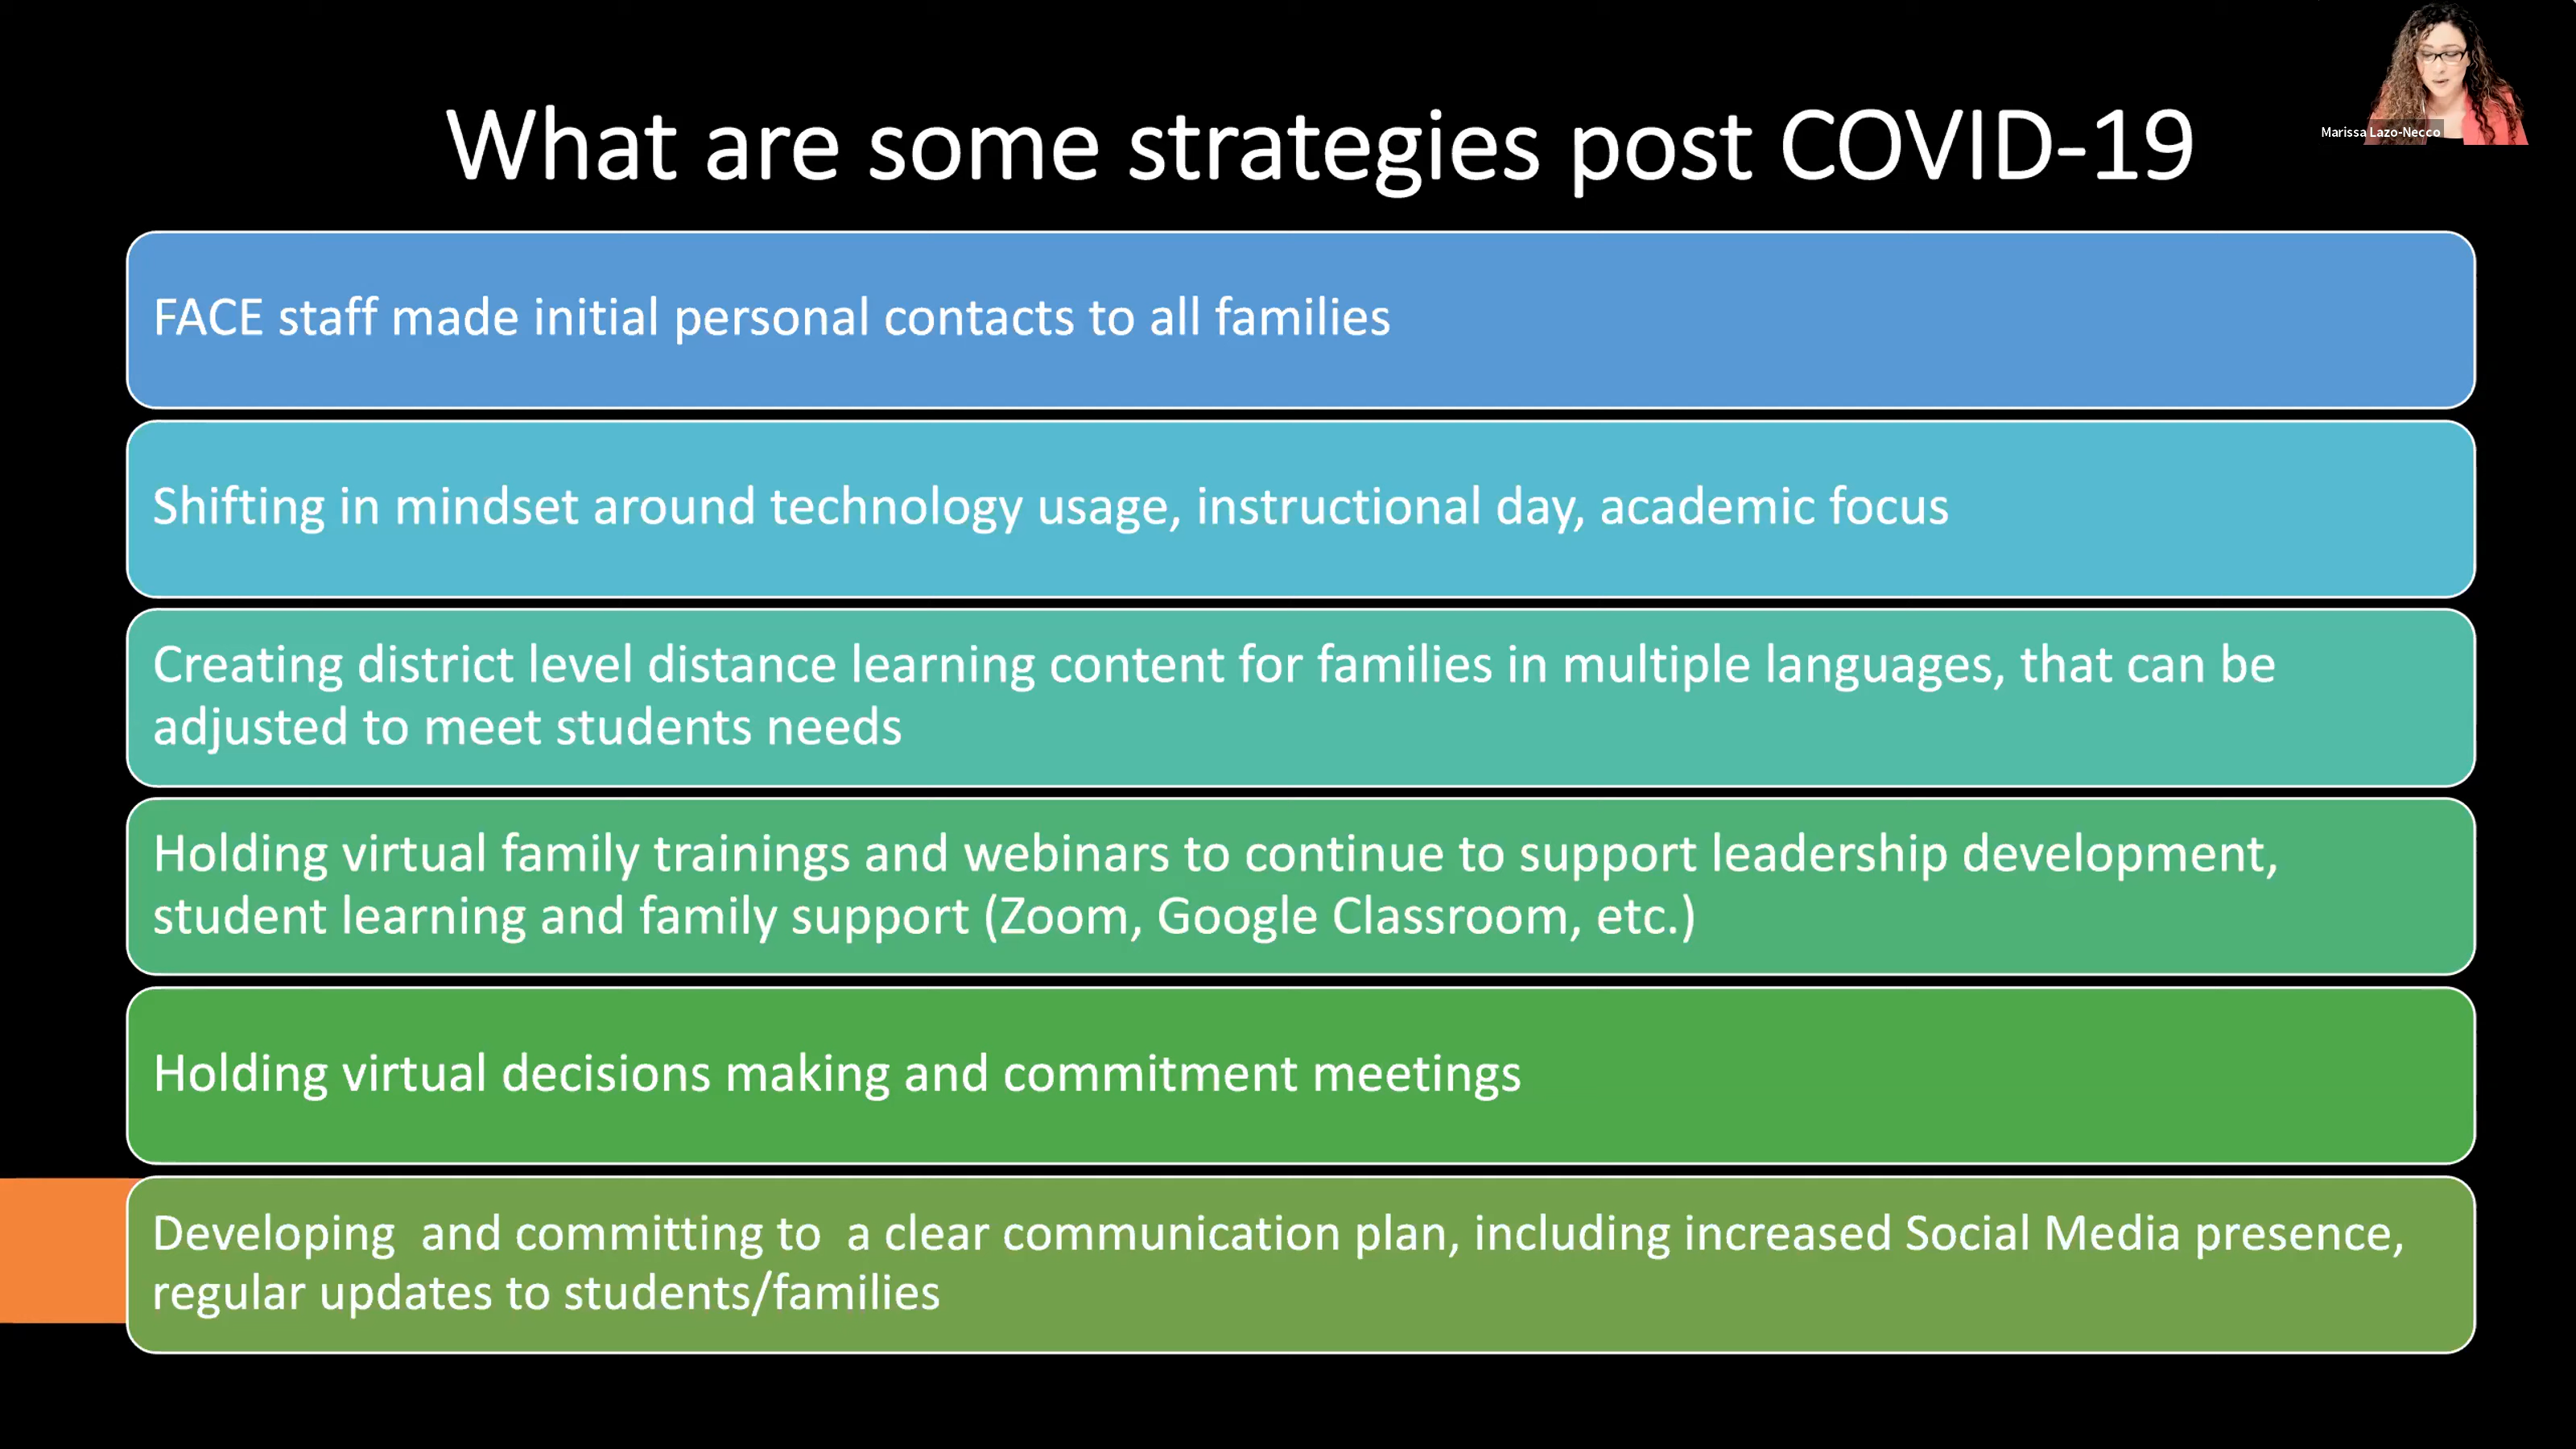 What are some strategies post COVID-19
Marissa Lazo-Necco
FACE staff made initial personal contacts to all families
Shifting in mindset around technology usage, instructional day, academic focus
Creating district level distance learning content for families in multiple languages, that can be
adjusted to meet students needs
Holding virtual family trainings and webinars to continue to support leadership development,
student learning and family support (Zoom, Google Classroom, etc.)
Holding virtual decisions making and commitment meetings
Developing  and committing to  a clear communication plan, including increased Social Media presence,
regular updates to students/families